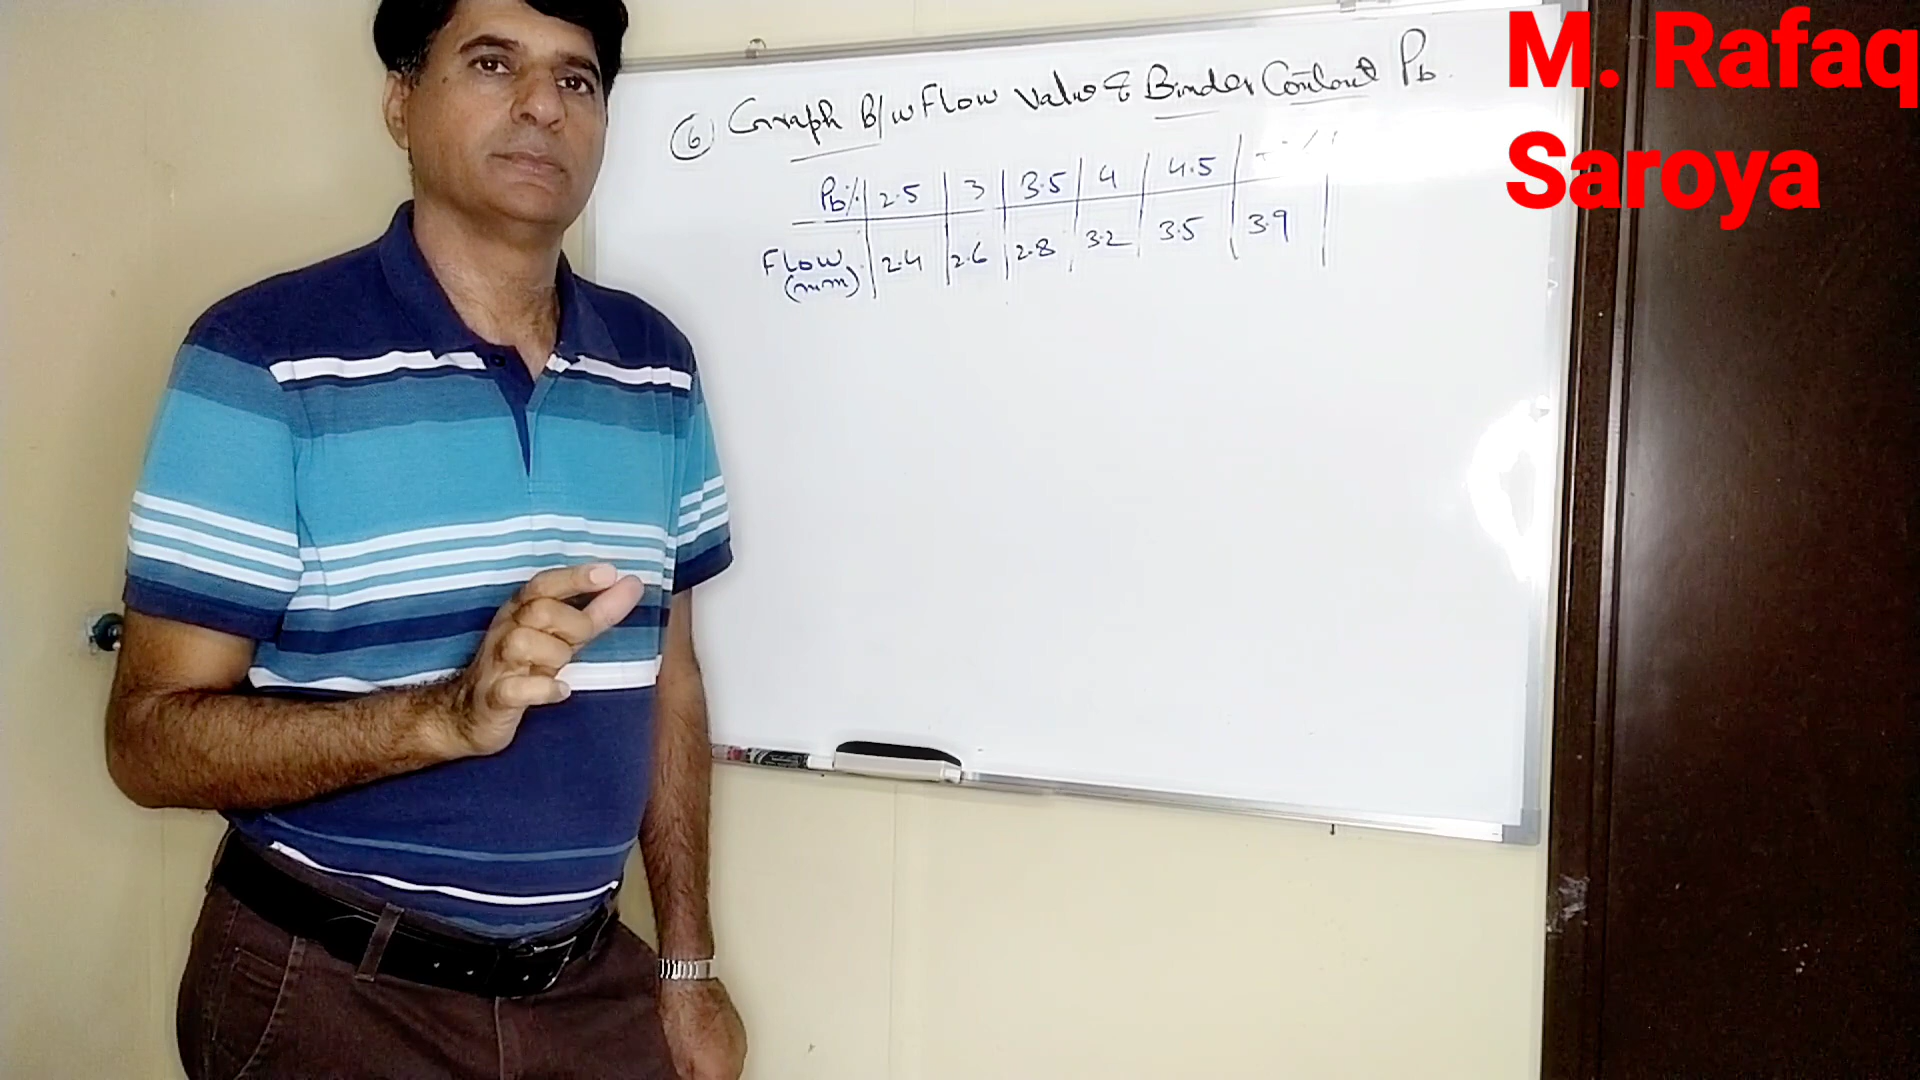 M. Rafaq
Saroya
⑥ Graph b/w Flow Value & Binder Content Pb.
Pb% 2.5 3 3.5 4 4.5
Flow 2.4 2.6 2.8 3.2 3.5 3.9
(mm)